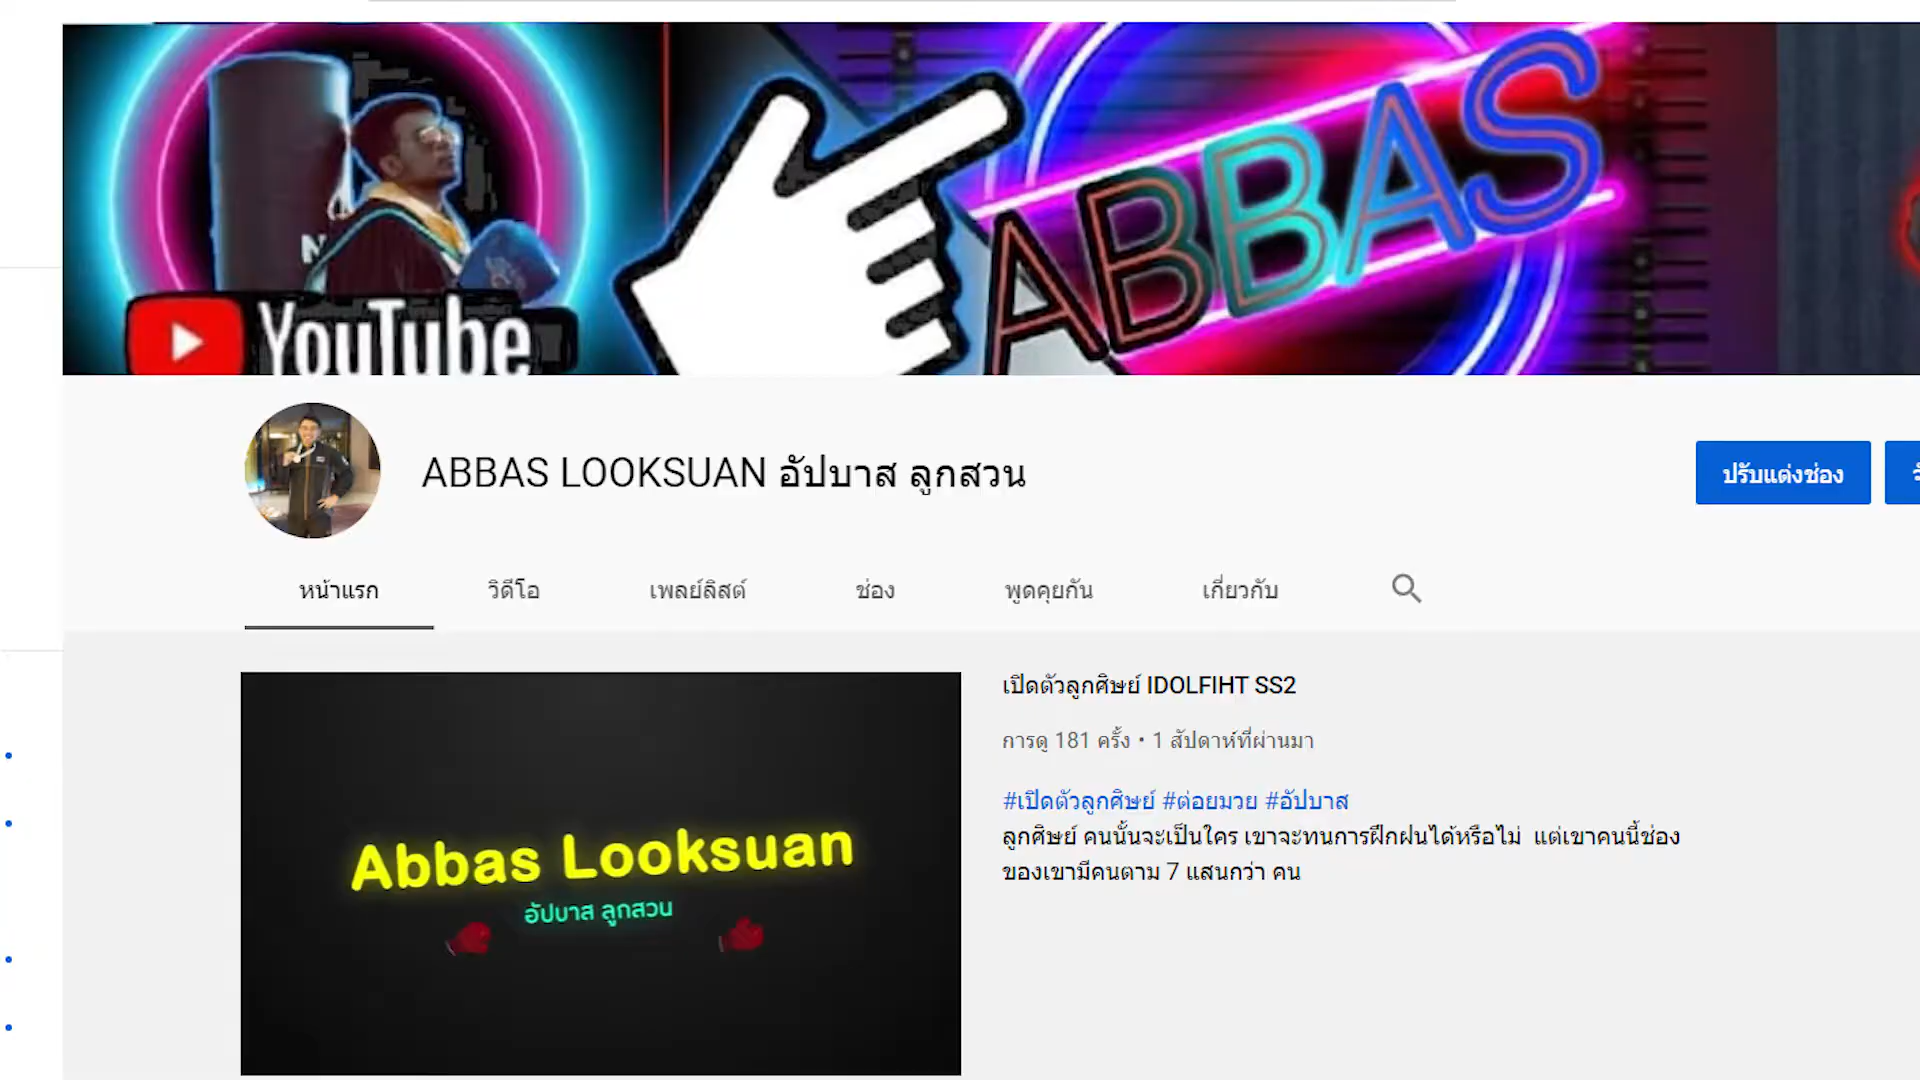 ABBAS
YouTube
ABBAS LOOKSUAN อัปบาส ลูกสวน
ปรับแต่งช่อง
หน้าแรก
วิดีโอ
เพลย์ลิสต์
ช่อง
พูดคุยกัน
เกี่ยวกับ
Abbas Looksuan
อัปบาส ลูกสวน
เปิดตัวลูกศิษย์ IDOLFIHT SS2
การดู 181 ครั้ง • 1 สัปดาห์ที่ผ่านมา
#เปิดตัวลูกศิษย์ #ต่อยมวย #อัปบาส
ลูกศิษย์ คนนั้นจะเป็นใคร เขาจะทนการฝึกฝนได้หรือไม่ แต่เขาคนนี้ช่อง
ของเขามีคนตาม 7 แสนกว่า คน